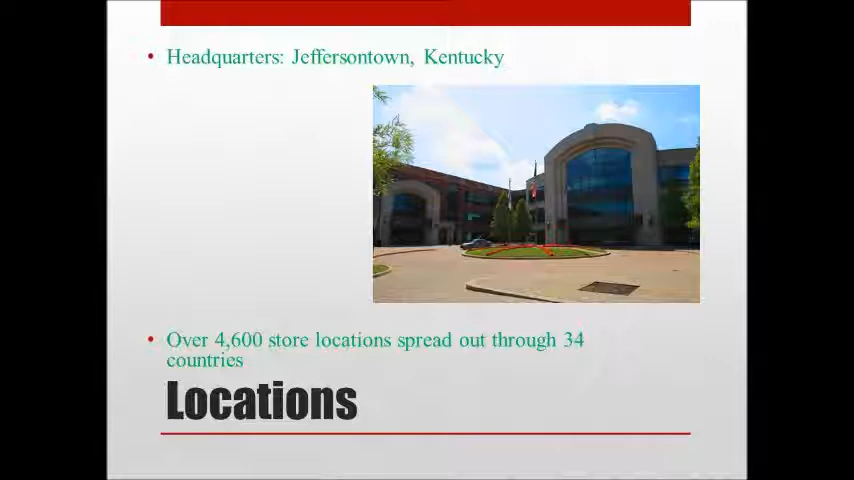 Headquarters: Jeffersontown, Kentucky
Over 4,600 store locations spread out through 34
countries
Locations